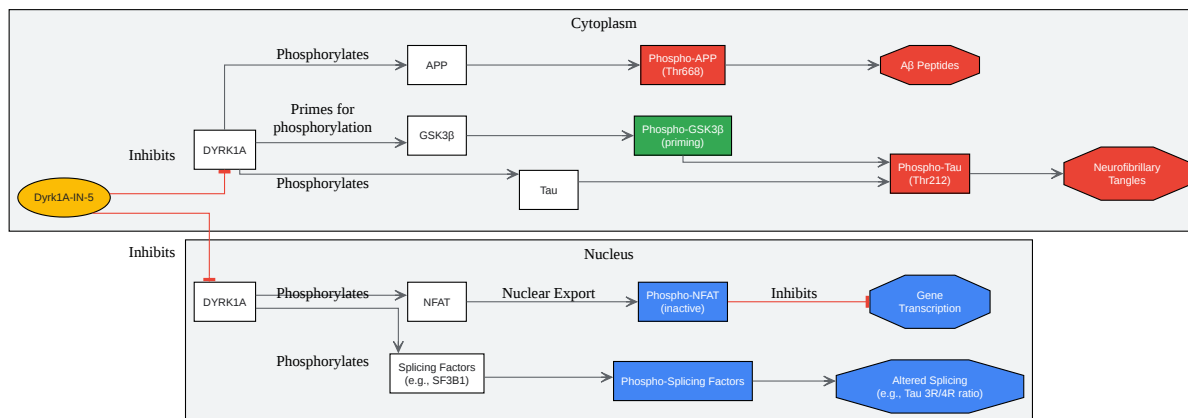 Cytoplasm
Phosphorylates
APP
Phospho-APP
(Thr668)
Aβ Peptides
Primes for
phosphorylation
DYRK1A
GSK3β
Phospho-GSK3β
(priming)
Inhibits
Phosphorylates
Tau
Phospho-Tau
(Thr212)
Neurofibrillary
Tangles
Dyrk1A-IN-5
Inhibits
Nucleus
DYRK1A
Phosphorylates
NFAT
Nuclear Export
Phospho-NFAT
(inactive)
Inhibits
Gene
Transcription
Phosphorylates
Splicing Factors
(e.g., SF3B1)
Phospho-Splicing Factors
Altered Splicing
(e.g., Tau 3R/4R ratio)